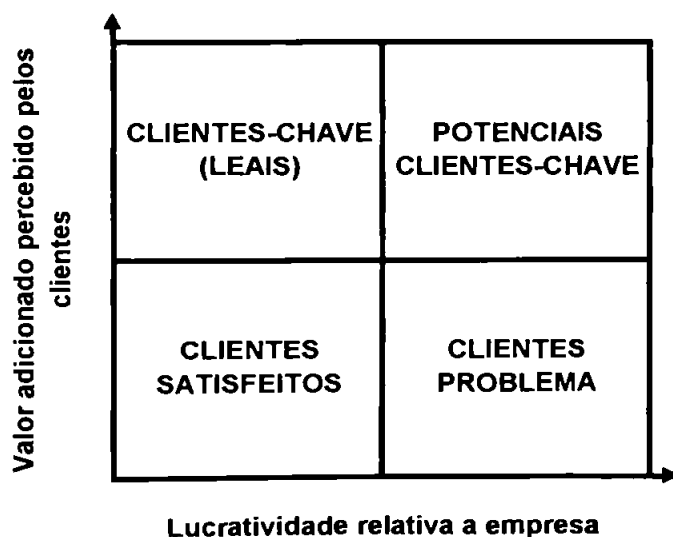 Valor adicionado percebido pelos
clientes
CLIENTES-CHAVE
(LEAIS)
POTENCIAIS
CLIENTES-CHAVE
CLIENTES
SATISFEITOS
CLIENTES
PROBLEMA
Lucratividade relativa a empresa